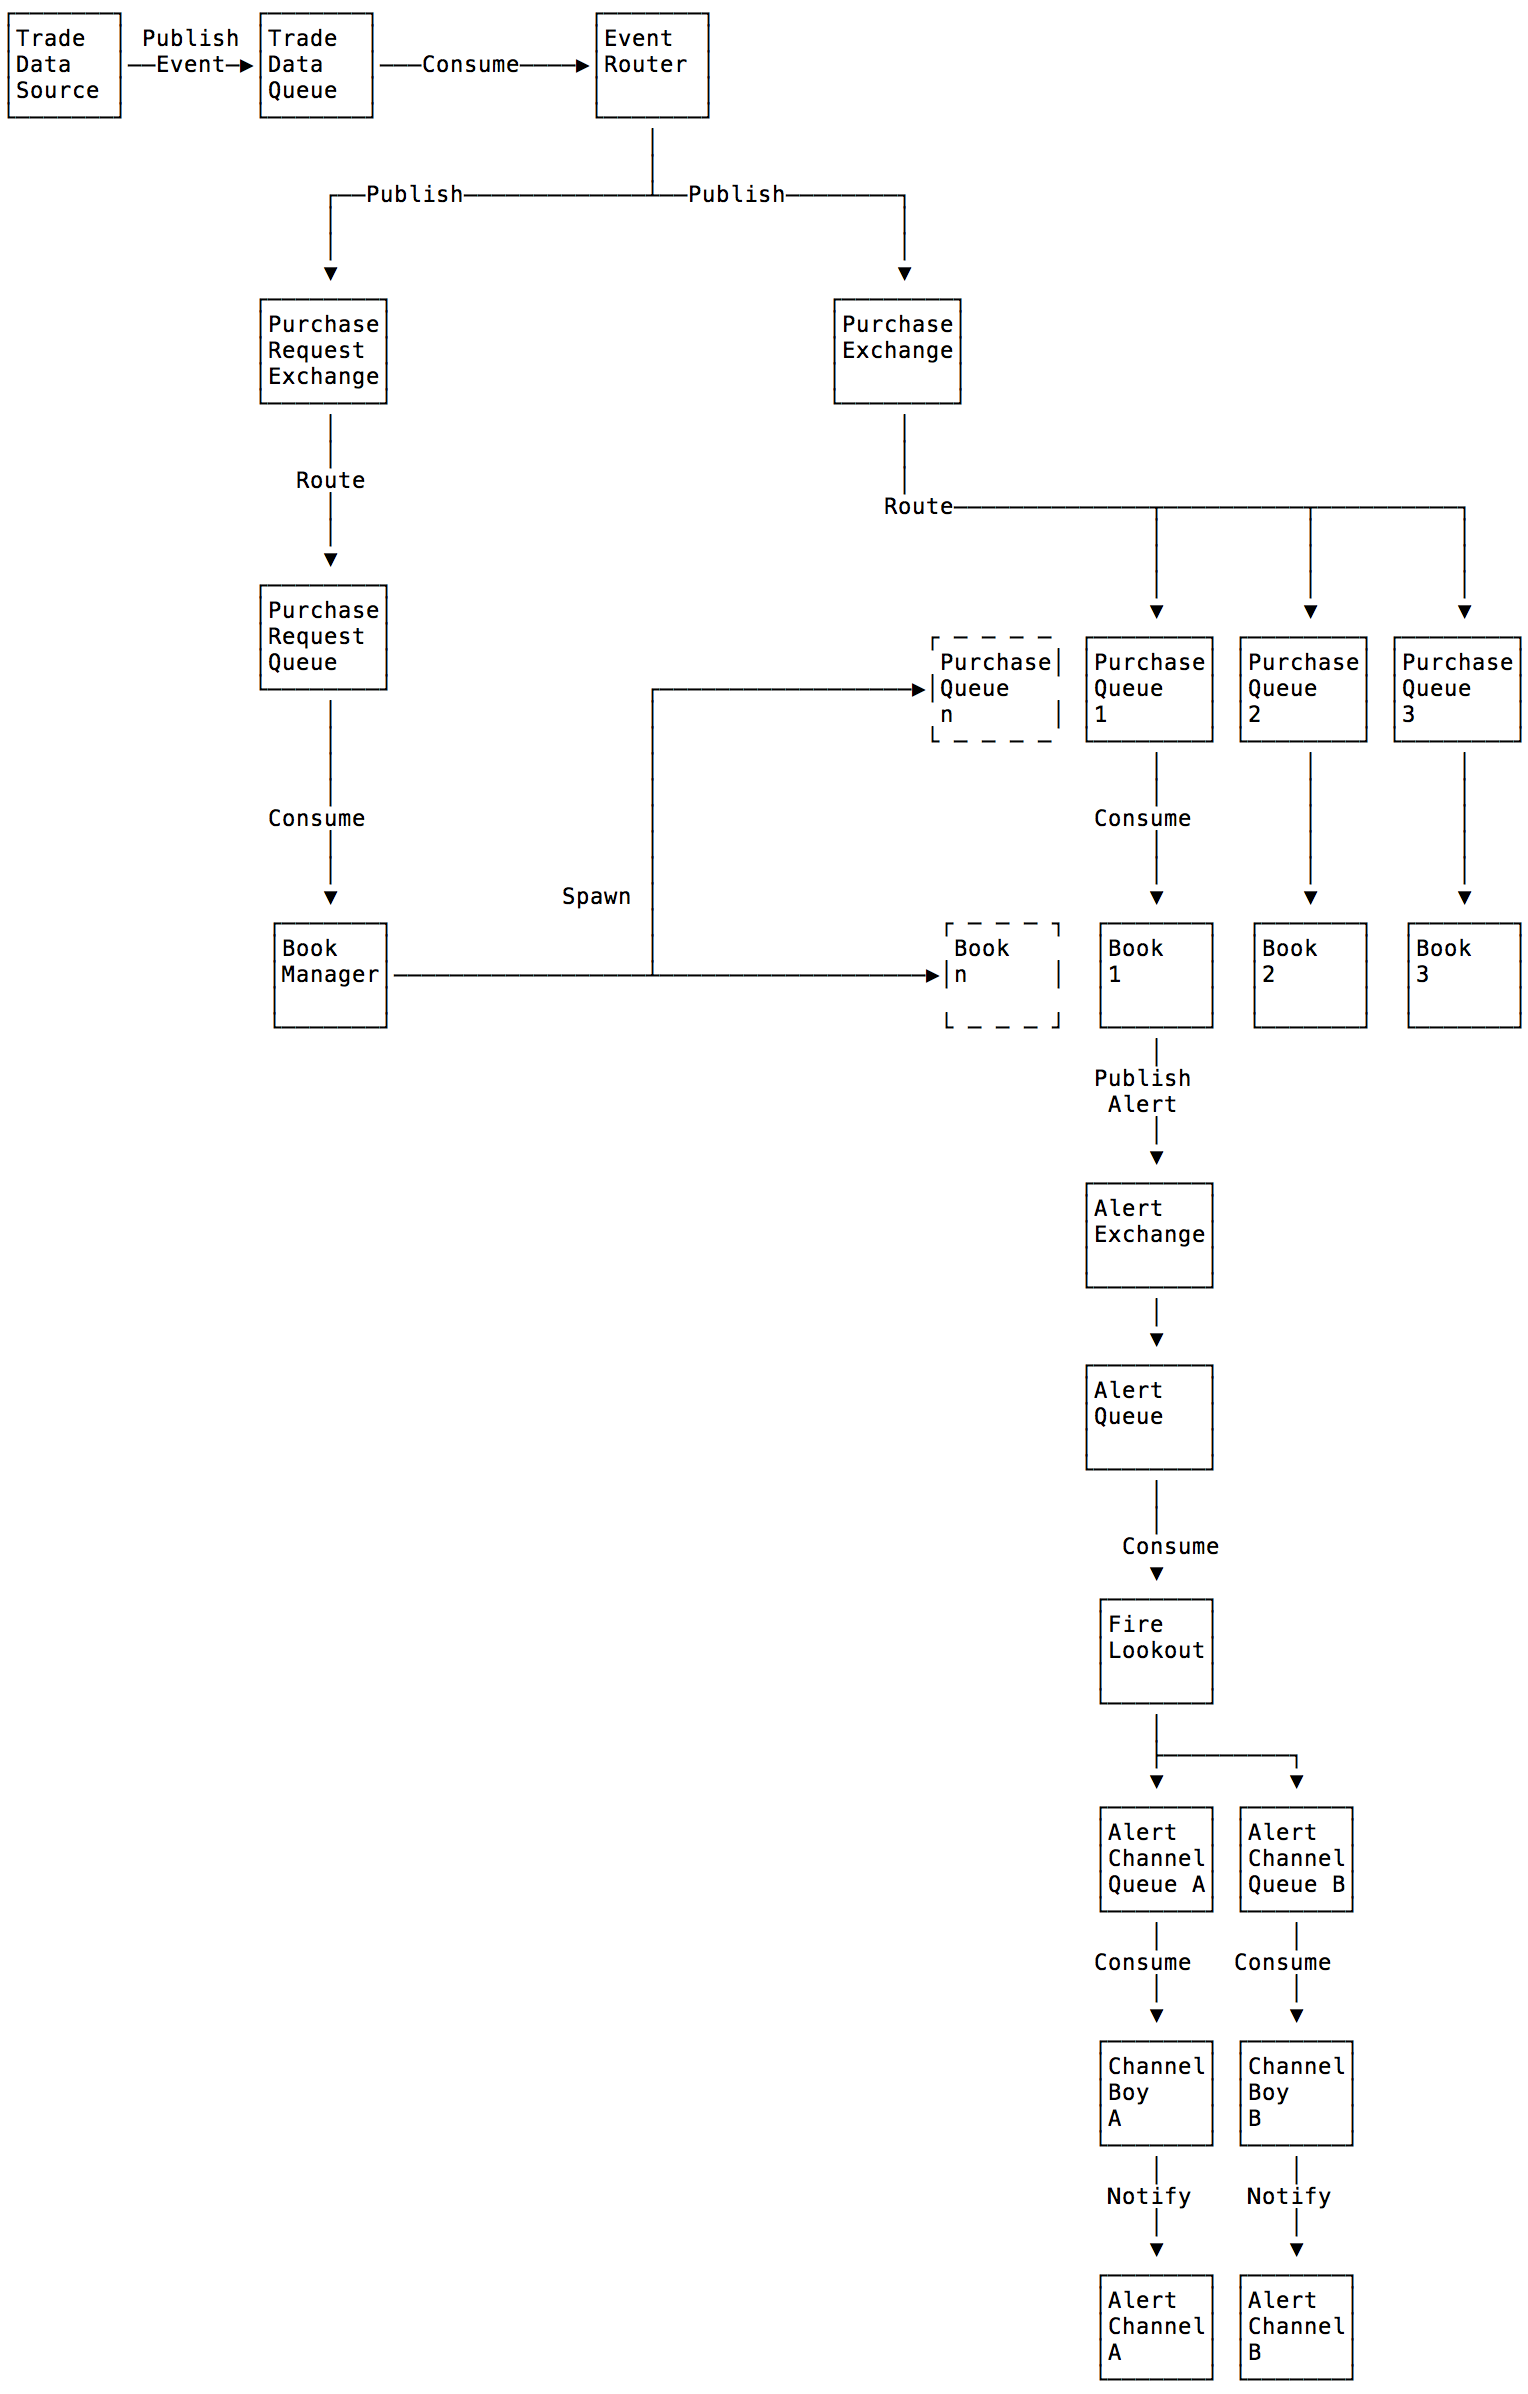 Trade
Data
Source
Publish
Event
Trade
Data
Queue
Consume
Event
Router
Publish
Publish
Purchase
Request
Exchange
Purchase
Exchange
Route
Route
Purchase
Request
Queue
Purchase
Queue
n
Purchase
Queue
1
Purchase
Queue
2
Purchase
Queue
3
Consume
Consume
Spawn
Book
Manager
Book
n
Book
1
Book
2
Book
3
Publish
Alert
Alert
Exchange
Alert
Queue
Consume
Fire
Lookout
Alert
Channel
Queue A
Alert
Channel
Queue B
Consume
Consume
Channel
Boy
A
Channel
Boy
B
Notify
Notify
Alert
Channel
A
Alert
Channel
B